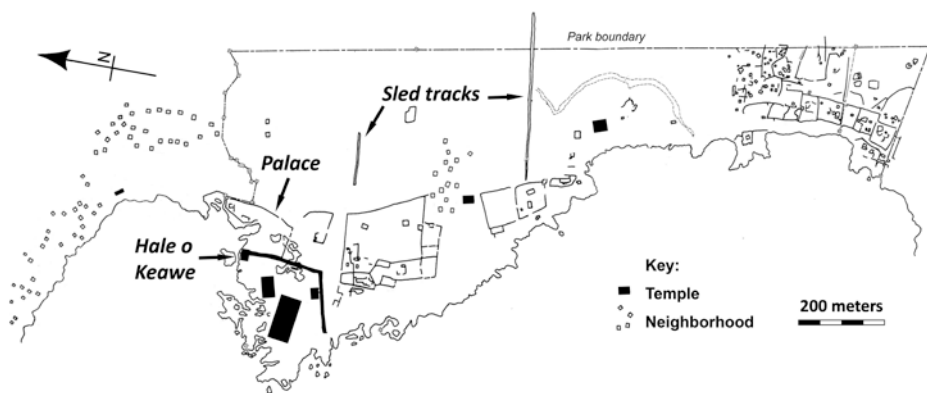 Park boundary
N
Sled tracks
Palace
Hale o
Keawe
Key:
Temple
Neighborhood
200 meters